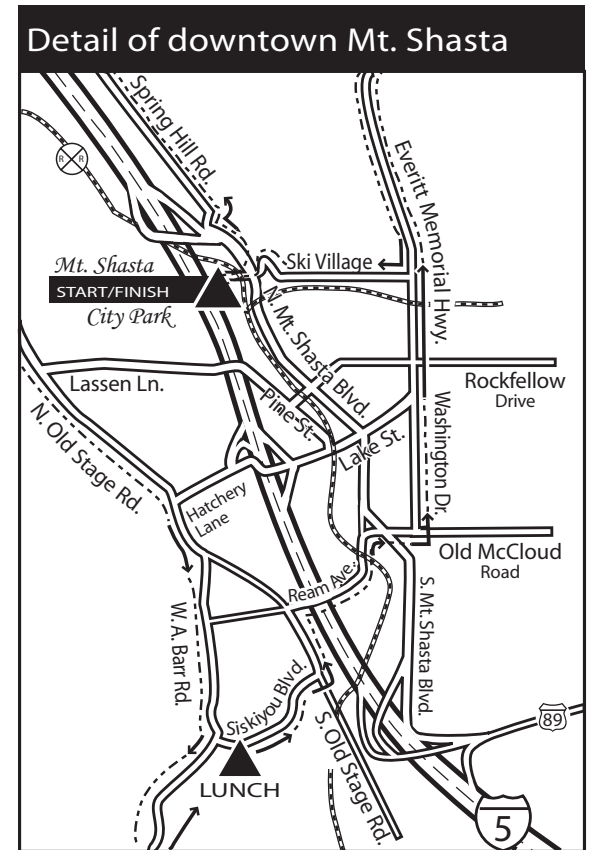 Detail of downtown Mt. Shasta
Spring Hill Rd.
Everitt Memorial Hwy.
R R
Mt. Shasta
START/FINISH
City Park
Ski Village
N. Mt. Shasta Blvd.
Lassen Ln.
Rockfellow
Drive
Pine St.
Lake St.
Washington Dr.
N. Old Stage Rd.
Hatchery
Lane
Old McCloud
Road
Ream Ave.
W. A. Barr Rd.
S. Mt. Shasta Blvd.
Siskiyou Blvd.
S. Old Stage Rd.
89
LUNCH
5